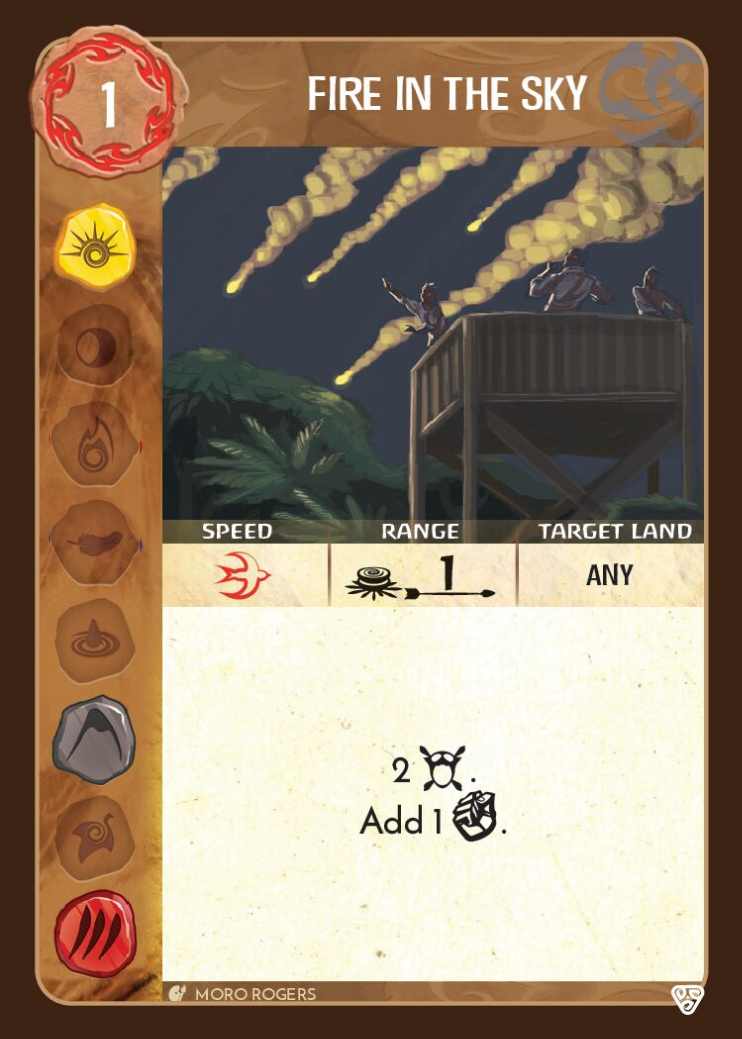 1
FIRE IN THE SKY
SPEED RANGE TARGET LAND
1 ANY
2 .
Add 1 .
MORO ROGERS